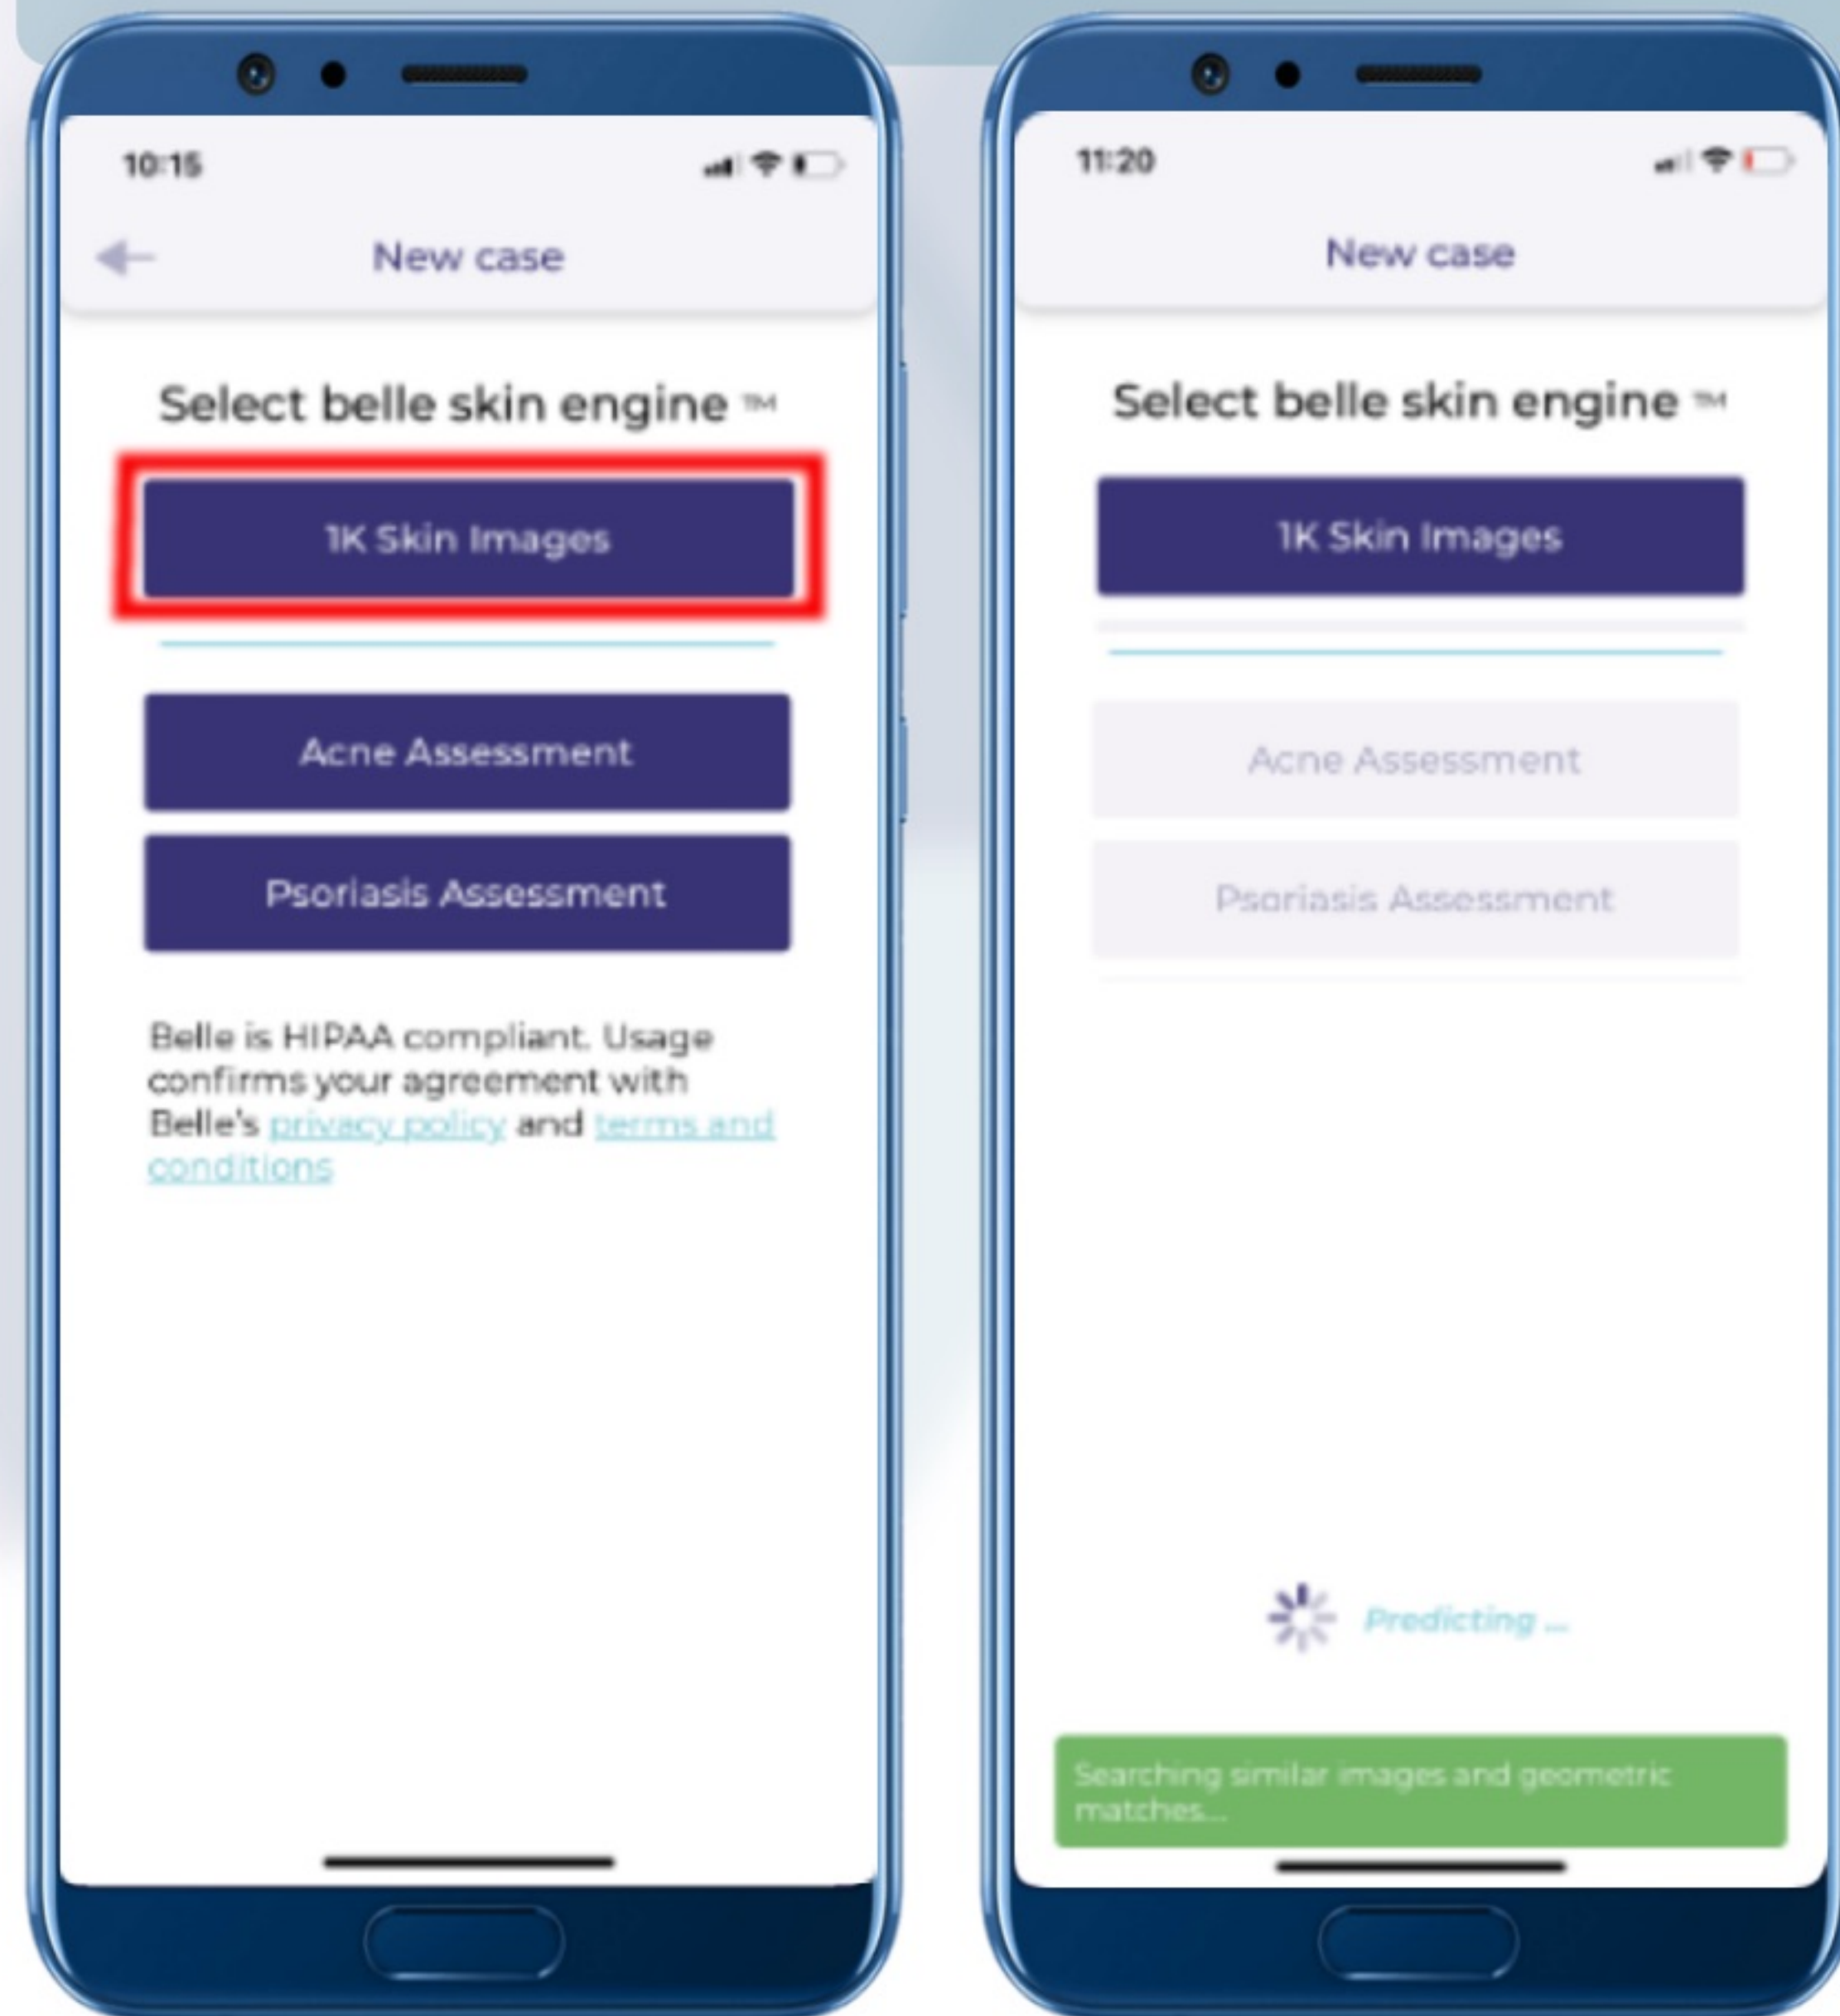 10:15
New case
Select belle skin engine ™
1K Skin Images
Acne Assessment
Psoriasis Assessment
Belle is HIPAA compliant. Usage
confirms your agreement with
Belle's privacy policy and terms and
conditions
11:20
New case
Select belle skin engine ™
1K Skin Images
Acne Assessment
Psoriasis Assessment
Predicting ...
Searching similar images and geometric
matches...